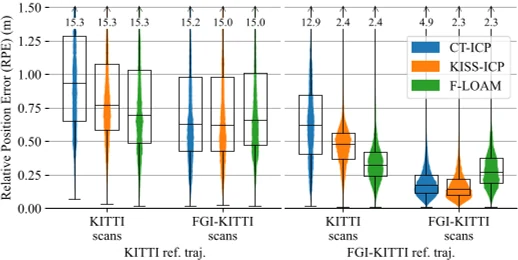 Relative Position Error (RPE) (m)
1.50
1.25
1.00
0.75
0.50
0.25
0.00
15.3 15.3 15.3 15.2 15.0 15.0 12.9 2.4 2.4 4.9 2.3 2.3
CT-ICP
KISS-ICP
F-LOAM
KITTI FGI-KITTI KITTI FGI-KITTI
scans scans scans scans
KITTI ref. traj. FGI-KITTI ref. traj.